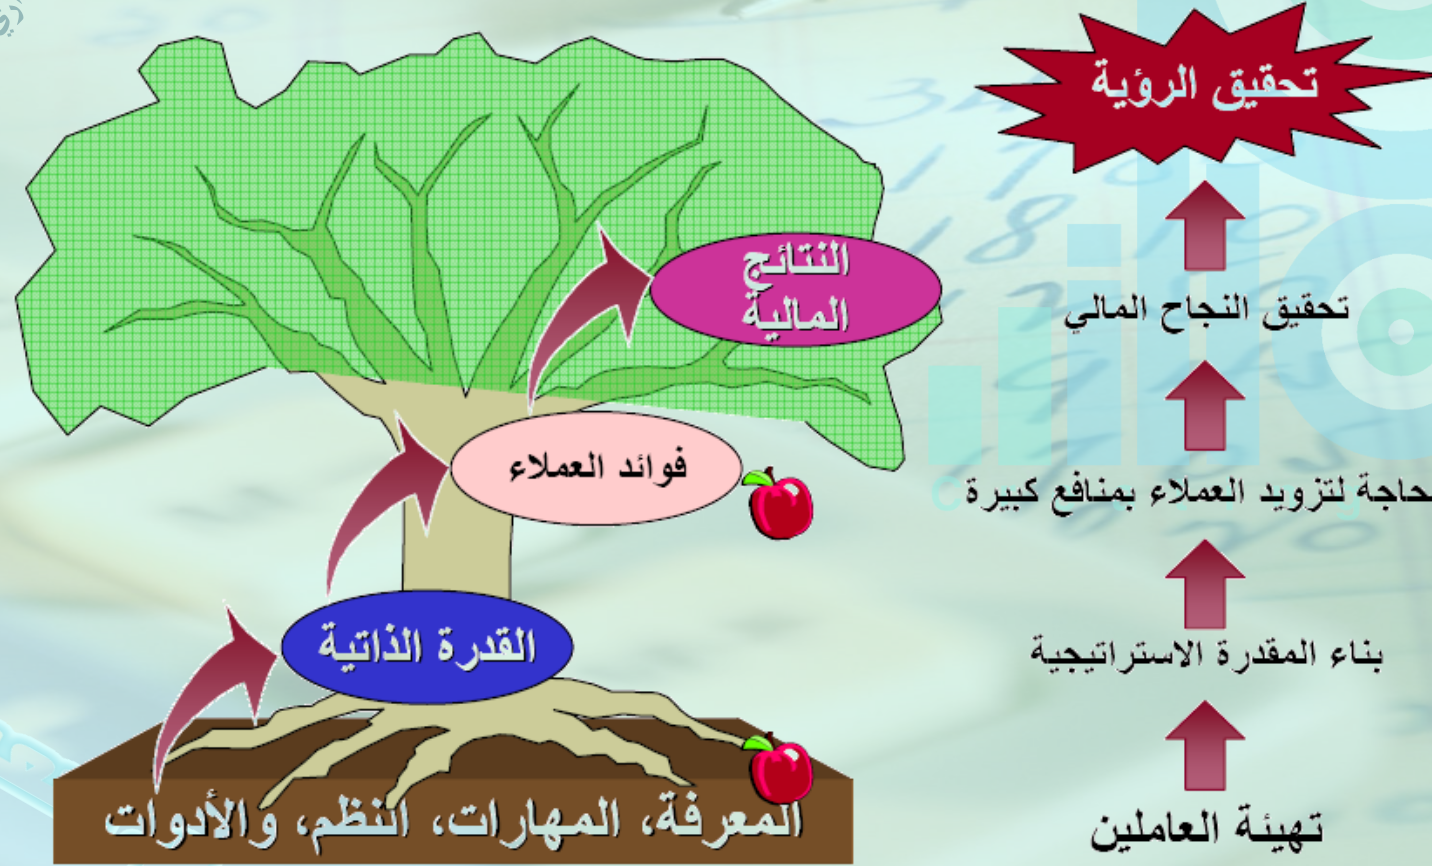 تحقيق الرؤية
النتائج
المالية
تحقيق النجاح المالي
فوائد العملاء
حاجة لتزويد العملاء بمنافع كبيرة
القدرة الذاتية
بناء المقدرة الاستراتيجية
المعرفة، المهارات، النظم، والأدوات
تهيئة العاملين